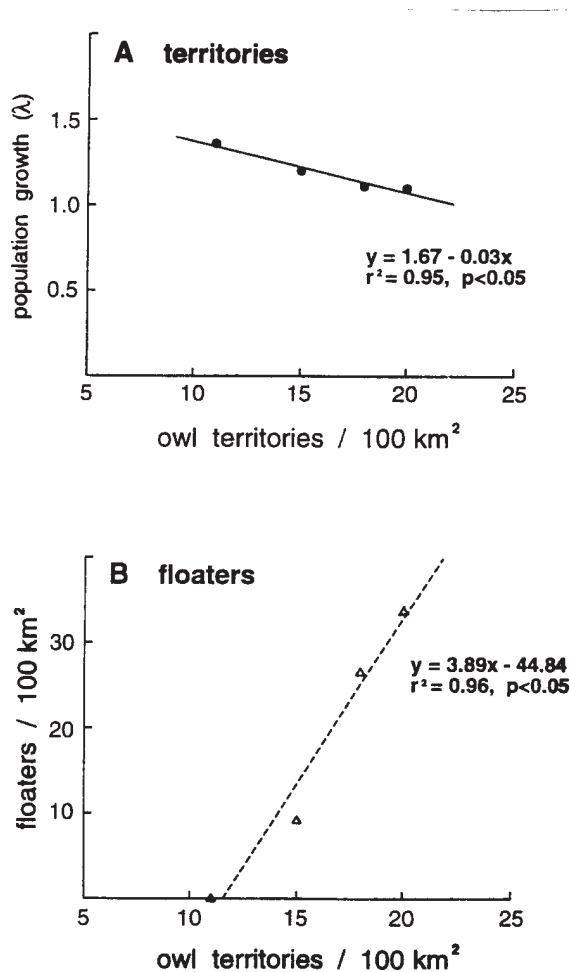 A territories
population growth (λ)
1.5
1.0
0.5
y = 1.67 - 0.03x
r² = 0.95, p<0.05
5 10 15 20 25
owl territories / 100 km²
B floaters
floaters / 100 km²
30
20
10
y = 3.89x - 44.84
r² = 0.96, p<0.05
5 10 15 20 25
owl territories / 100 km²